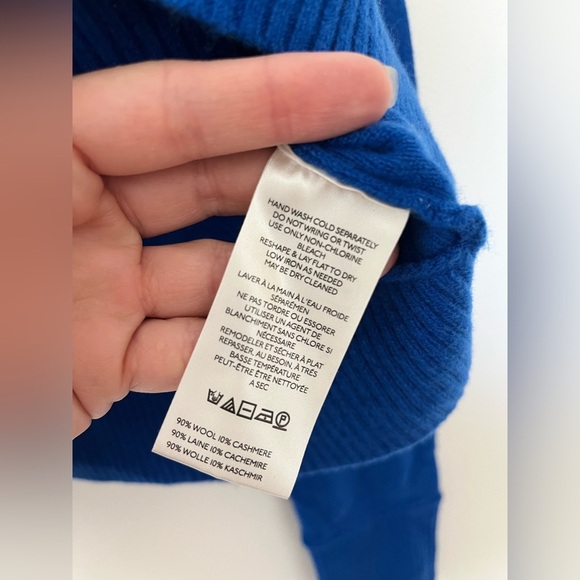 HAND WASH COLD SEPARATELY
DO NOT WRING OR TWIST
USE ONLY NON-CHLORINE
BLEACH
RESHAPE & LAY FLAT TO DRY
LOW IRON AS NEEDED
MAY BE DRY CLEANED
LAVER À LA MAIN À L'EAU FROIDE
SÉPAREMEN
NE PAS TORDRE OU ESSORER
UTILISER UN AGENT DE
BLANCHIMENT SANS CHLORE SI
NÉCESSAIRE
REMODELER ET SÉCHER À PLAT
REPASSER, AU BESOIN, À TRÉS
BASSE TEMPÉRATURE
PEUT-ÊTRE ÊTRE NETTOYÉE
A SEC
P
90% WOOL 10% CASHMERE
90% LAINE 10% CACHEMIRE
90% WOLLE 10% KASCHMIR